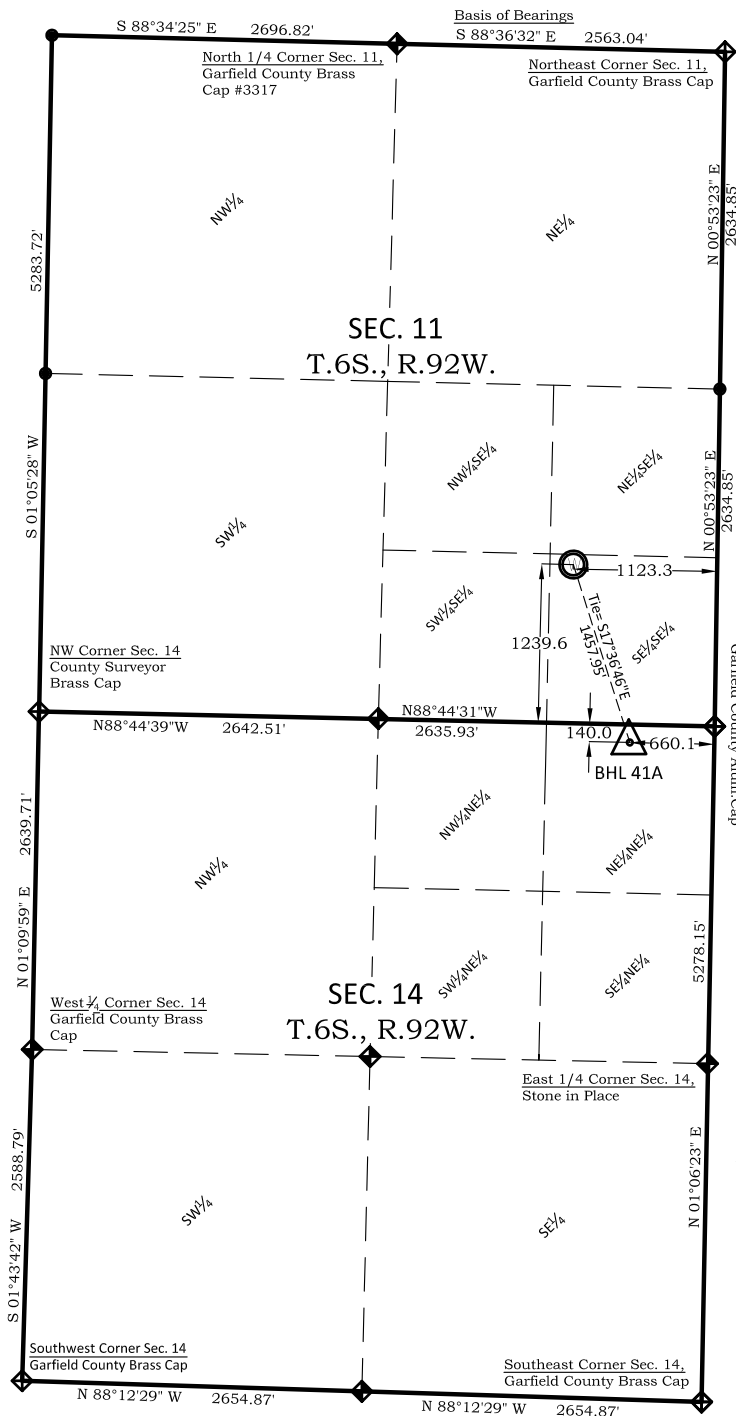 Basis of Bearings
S 88°34'25" E 2696.82'
S 88°36'32" E 2563.04'
North 1/4 Corner Sec. 11,
Garfield County Brass
Cap #3317
Northeast Corner Sec. 11,
Garfield County Brass Cap
NW¼
NE¼
N 00°53'23" E
2634.85'
5283.72'
SEC. 11
T.6S., R.92W.
NW¼SE¼
NE¼SE¼
S 01°05'28" W
SW¼
N 00°53'23" E
2634.85'
1123.3
SW¼SE¼
Tie= S17°36'46"E
1457.95'
SE¼SE¼
1239.6
NW Corner Sec. 14
County Surveyor
Brass Cap
N88°44'39"W 2642.51'
N88°44'31"W
2635.93'
140.0
660.1
BHL 41A
Garfield County Alum.Cap
2639.71'
N 01°09'59" E
NW¼
NW¼NE¼
NE¼NE¼
SW¼NE¼
SE¼NE¼
5278.15'
SEC. 14
T.6S., R.92W.
West ¼ Corner Sec. 14
Garfield County Brass
Cap
East 1/4 Corner Sec. 14,
Stone in Place
S 01°43'42" W 2588.79'
N 01°06'23" E
SW¼
SE¼
Southwest Corner Sec. 14
Garfield County Brass Cap
Southeast Corner Sec. 14,
Garfield County Brass Cap
N 88°12'29" W 2654.87'
N 88°12'29" W 2654.87'